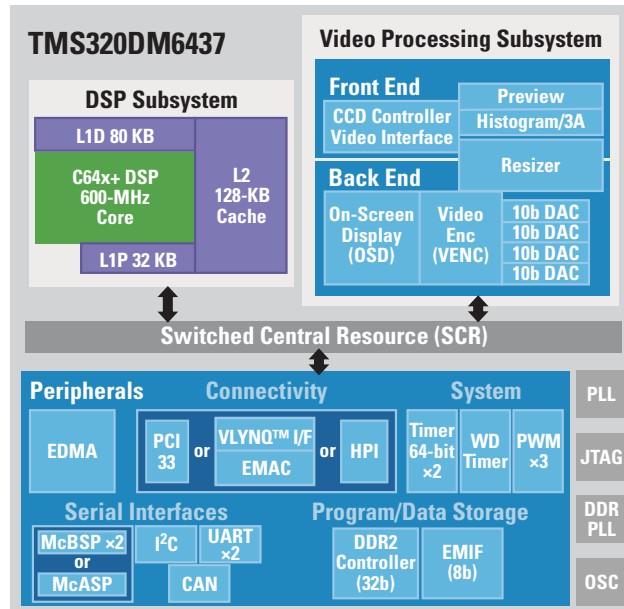 TMS320DM6437
DSP Subsystem
L1D 80 KB
C64x+ DSP
600-MHz
Core
L2
128-KB
Cache
L1P 32 KB
Video Processing Subsystem
Front End
CCD Controller
Video Interface
Preview
Histogram/3A
Resizer
Back End
On-Screen
Display
(OSD)
Video
Enc
(VENC)
10b DAC
10b DAC
10b DAC
10b DAC
Switched Central Resource (SCR)
Peripherals
EDMA
Connectivity
PCI
33
or
VLYNQ™ I/F
EMAC
or
HPI
System
Timer
64-bit
×2
WD
Timer
PWM
×3
Serial Interfaces
McBSP ×2
or
McASP
I²C
UART
×2
CAN
Program/Data Storage
DDR2
Controller
(32b)
EMIF
(8b)
PLL
JTAG
DDR
PLL
OSC